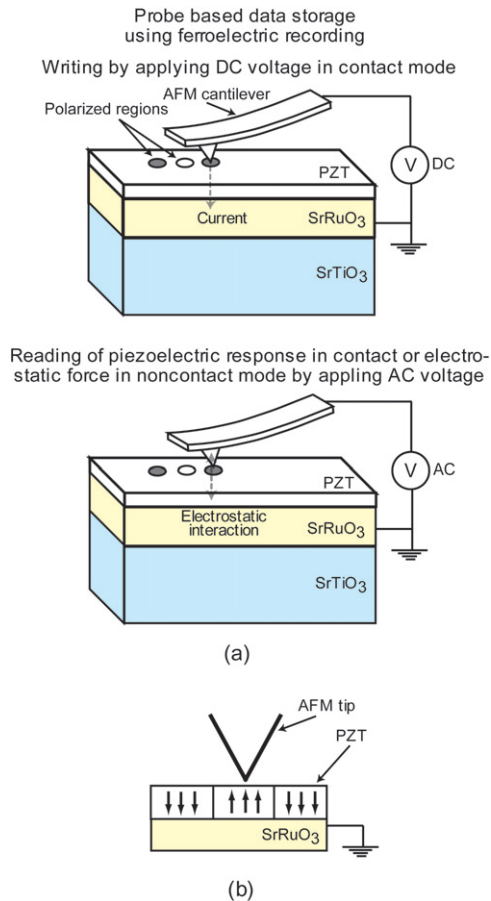 Probe based data storage
using ferroelectric recording
Writing by applying DC voltage in contact mode
AFM cantilever
Polarized regions
PZT
V
DC
Current
SrRuO3
SrTiO3
Reading of piezoelectric response in contact or electro-
static force in noncontact mode by appling AC voltage
PZT
V
AC
Electrostatic
interaction
SrRuO3
SrTiO3
(a)
AFM tip
PZT
SrRuO3
(b)